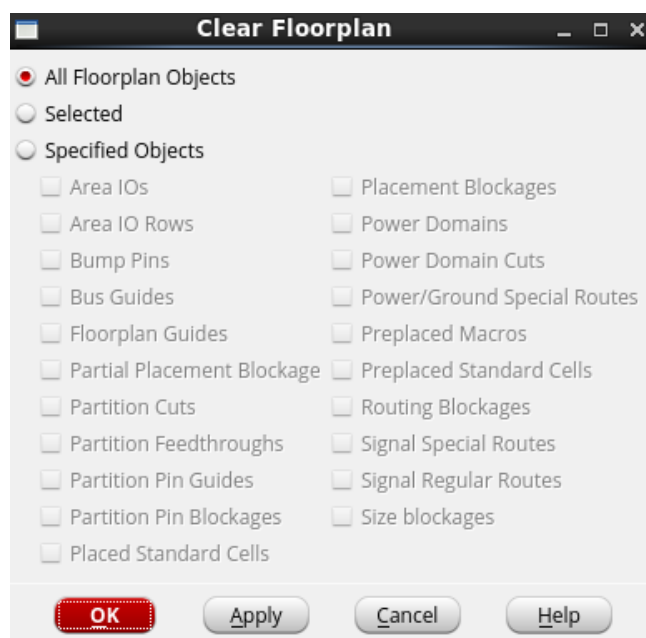 Clear Floorplan
All Floorplan Objects
Selected
Specified Objects
Area IOs
Area IO Rows
Bump Pins
Bus Guides
Floorplan Guides
Partial Placement Blockage
Partition Cuts
Partition Feedthroughs
Partition Pin Guides
Partition Pin Blockages
Placed Standard Cells
Placement Blockages
Power Domains
Power Domain Cuts
Power/Ground Special Routes
Preplaced Macros
Preplaced Standard Cells
Routing Blockages
Signal Special Routes
Signal Regular Routes
Size blockages
OK Apply Cancel Help